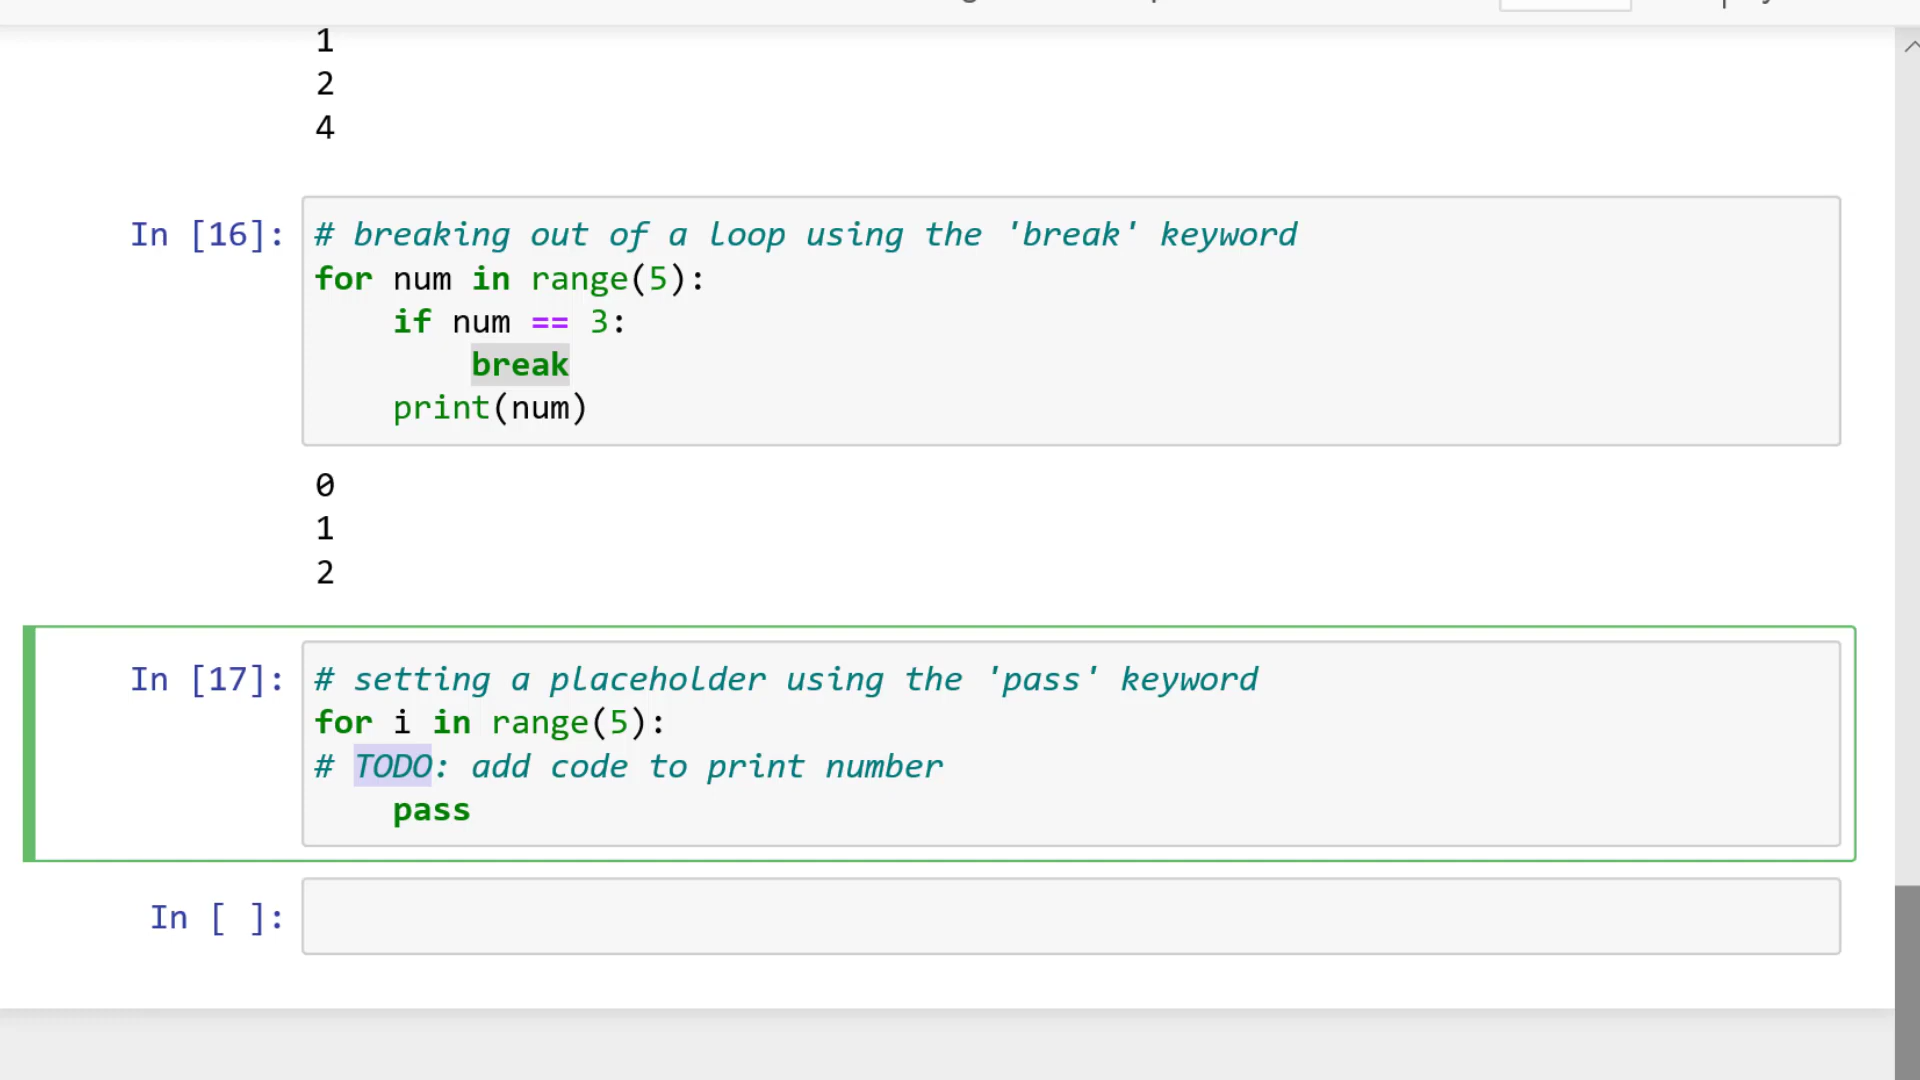 1
2
4
In [16]: # breaking out of a loop using the 'break' keyword
for num in range(5):
    if num == 3:
        break
    print(num)
0
1
2
In [17]: # setting a placeholder using the 'pass' keyword
for i in range(5):
# TODO: add code to print number
    pass
In [ ]: